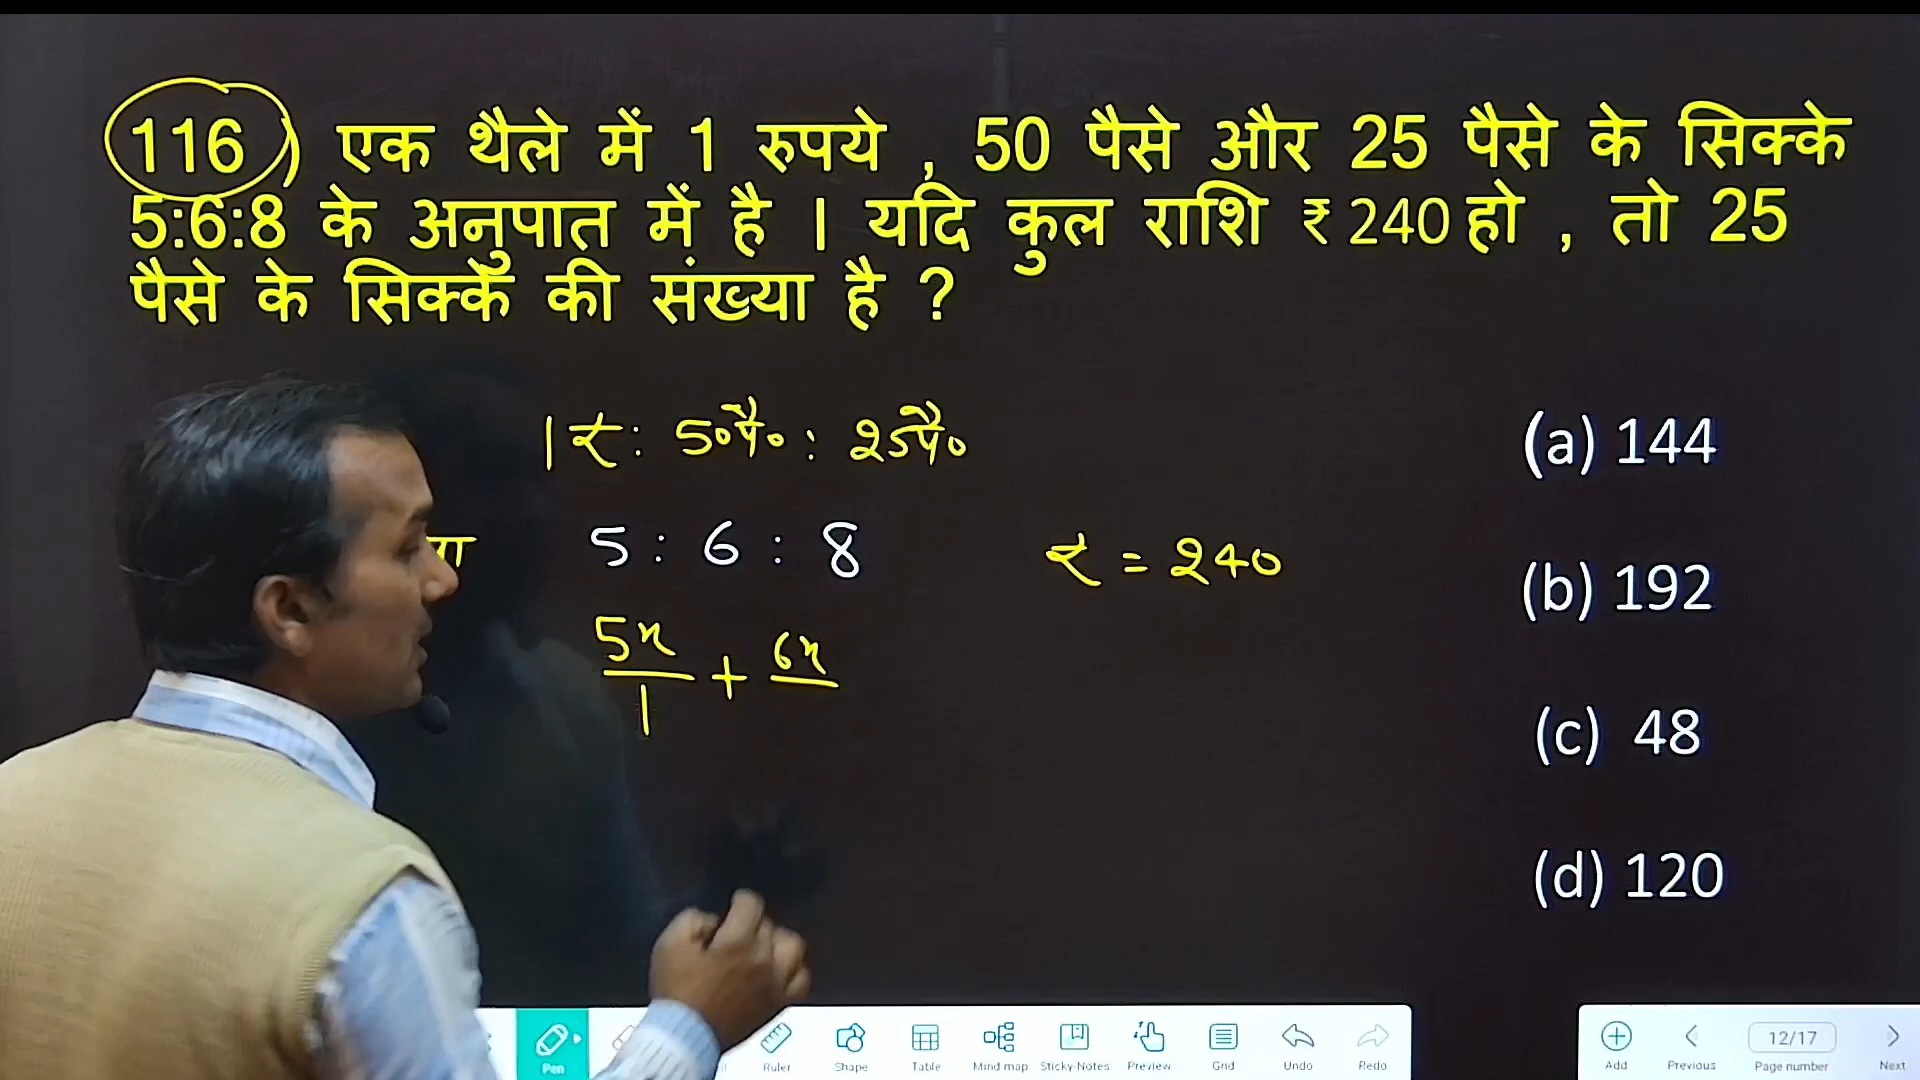 116) एक थैले में 1 रुपये , 50 पैसे और 25 पैसे के सिक्के
5:6:8 के अनुपात में है । यदि कुल राशि ₹ 240 हो , तो 25
पैसे के सिक्के की संख्या है ?
1₹ : 50पै० : 25पै०
(a) 144
5 : 6 : 8
₹ = 240
(b) 192
5x/1 + 6x/
(c) 48
(d) 120
Pen
Ruler
Shape
Table
Mind map
Sticky-Notes
Preview
Grid
Undo
Redo
Add
Previous
12/17
Page number
Next